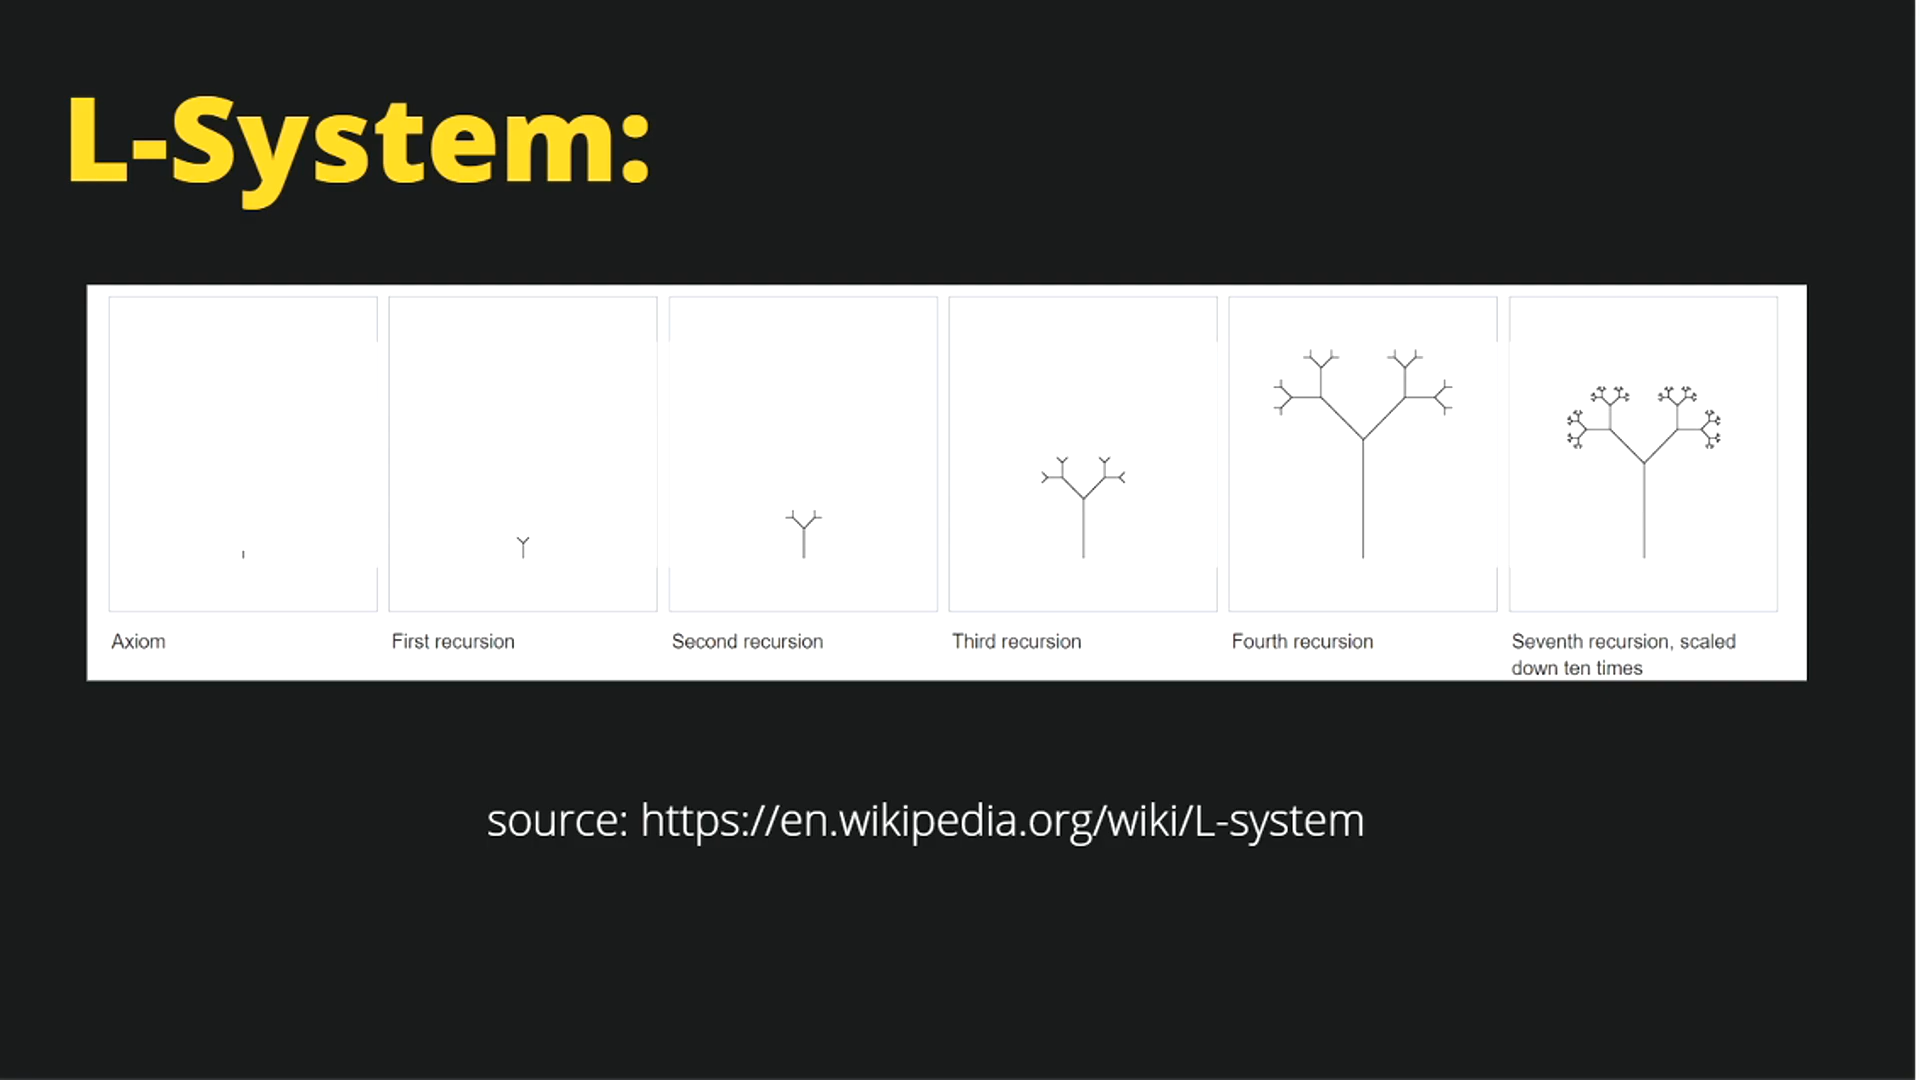 L-System:
Axiom
First recursion
Second recursion
Third recursion
Fourth recursion
Seventh recursion, scaled
down ten times
source: https://en.wikipedia.org/wiki/L-system